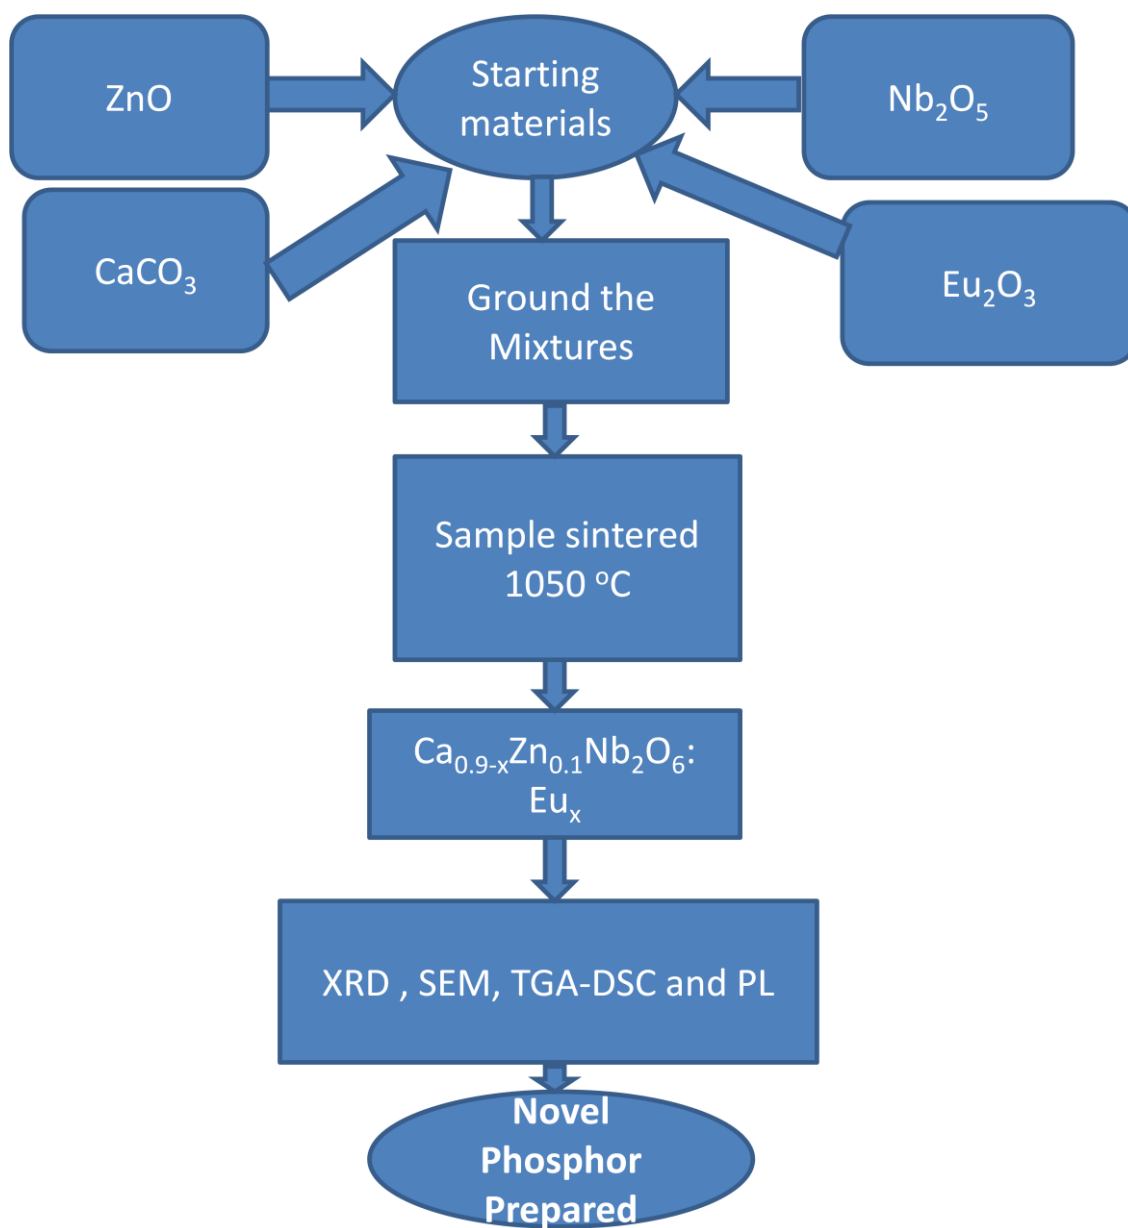 ZnO
Starting
materials
Nb₂O₅
CaCO₃
Eu₂O₃
Ground the
Mixtures
Sample sintered
1050 ᵒC
Ca₀.₉₋ₓZn₀.₁Nb₂O₆:
Euₓ
XRD , SEM, TGA-DSC and PL
Novel
Phosphor
Prepared